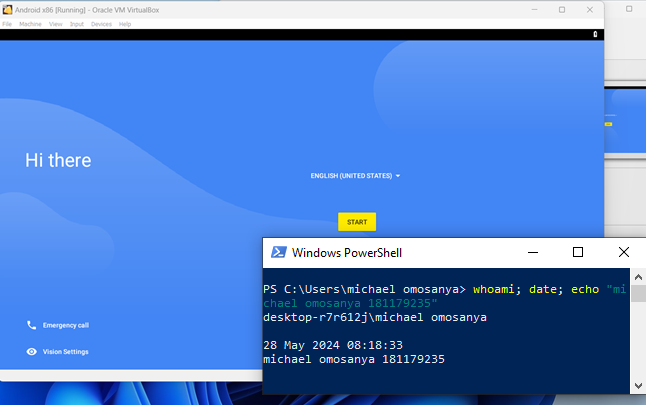 Android x86 [Running] - Oracle VM VirtualBox
File Machine View Input Devices Help
Hi there
ENGLISH (UNITED STATES)
START
Emergency call
Vision Settings
Windows PowerShell
PS C:\Users\michael omosanya> whoami; date; echo "mi
chael omosanya 181179235"
desktop-r7r612j\michael omosanya
28 May 2024 08:18:33
michael omosanya 181179235